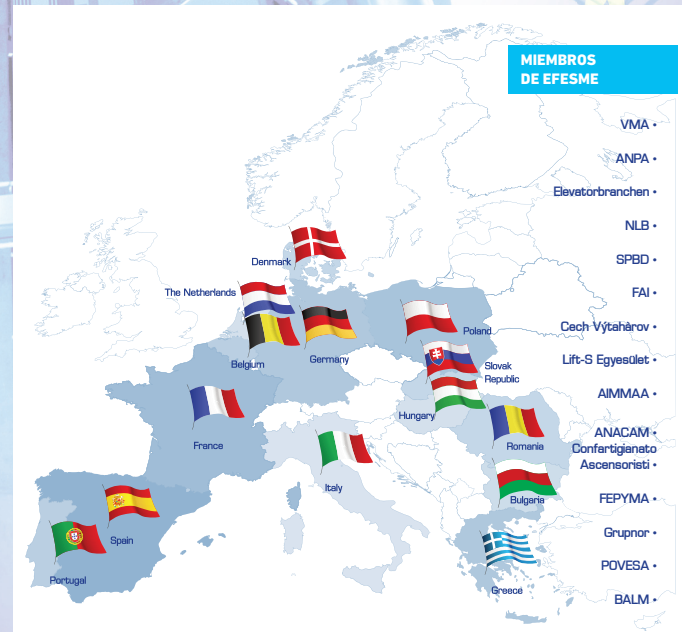 MIEMBROS
DE EFESME
VMA •
ANPA •
Elevatorbranchen •
NLB •
SPBD •
FAI •
Cech Výtahàrov •
Lift-S Egyesület •
AIMMAA •
ANACAM •
Confartigianato
Ascensoristi •
FEPYMA •
Grupnor •
POVESA •
BALM •
Denmark
The Netherlands
Belgium
Germany
Poland
Slovak
Republic
Hungary
France
Romania
Italy
Bulgaria
Spain
Portugal
Greece